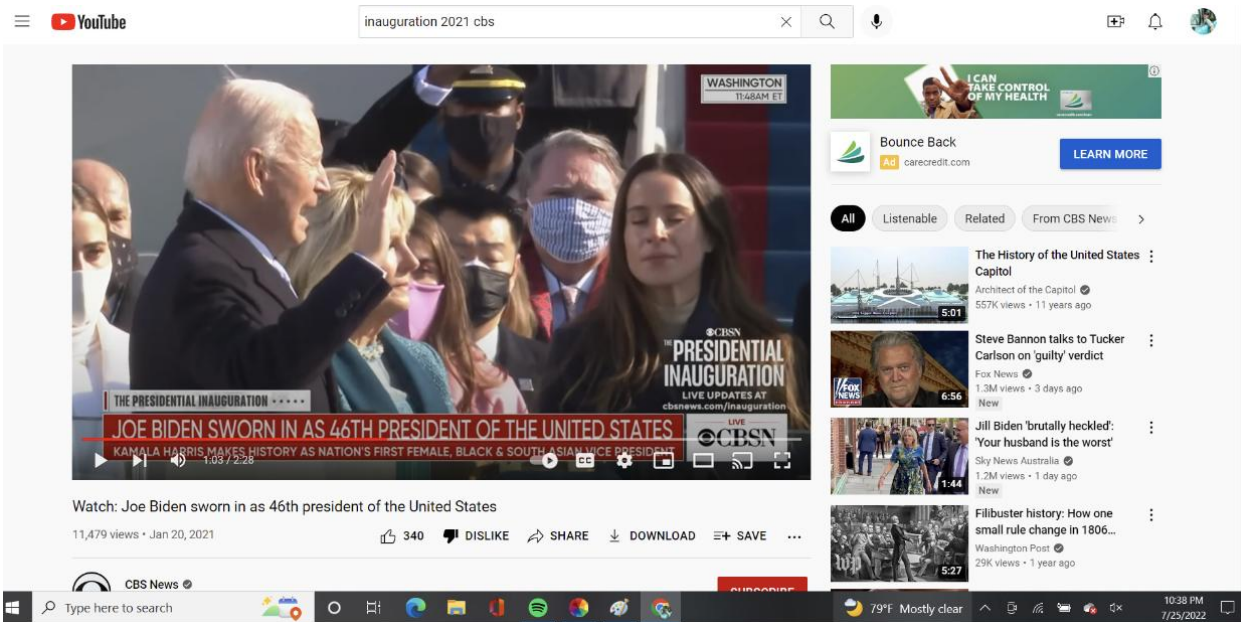 YouTube
inauguration 2021 cbs
WASHINGTON
11:48AM ET
CBSN
THE PRESIDENTIAL
INAUGURATION
LIVE UPDATES AT
cbsnews.com/inauguration
THE PRESIDENTIAL INAUGURATION
JOE BIDEN SWORN IN AS 46TH PRESIDENT OF THE UNITED STATES
KAMALA HARRIS MAKES HISTORY AS NATION'S FIRST FEMALE, BLACK & SOUTH ASIAN VICE PRESIDENT
LIVE
CBSN
1:03 / 2:28
CC
Watch: Joe Biden sworn in as 46th president of the United States
11,479 views • Jan 20, 2021
340 DISLIKE SHARE DOWNLOAD SAVE
CBS News
SUBSCRIBE
I CAN
TAKE CONTROL
OF MY HEALTH
Bounce Back
Ad carecredit.com
LEARN MORE
All Listenable Related From CBS News
The History of the United States
Capitol
Architect of the Capitol
557K views • 11 years ago
5:01
Steve Bannon talks to Tucker
Carlson on 'guilty' verdict
Fox News
1.3M views • 3 days ago
New
FOX
NEWS
6:56
Jill Biden 'brutally heckled':
'Your husband is the worst'
Sky News Australia
1.2M views • 1 day ago
New
1:44
Filibuster history: How one
small rule change in 1806...
Washington Post
29K views • 1 year ago
wp
5:27
Type here to search
79°F Mostly clear
10:38 PM
7/25/2022